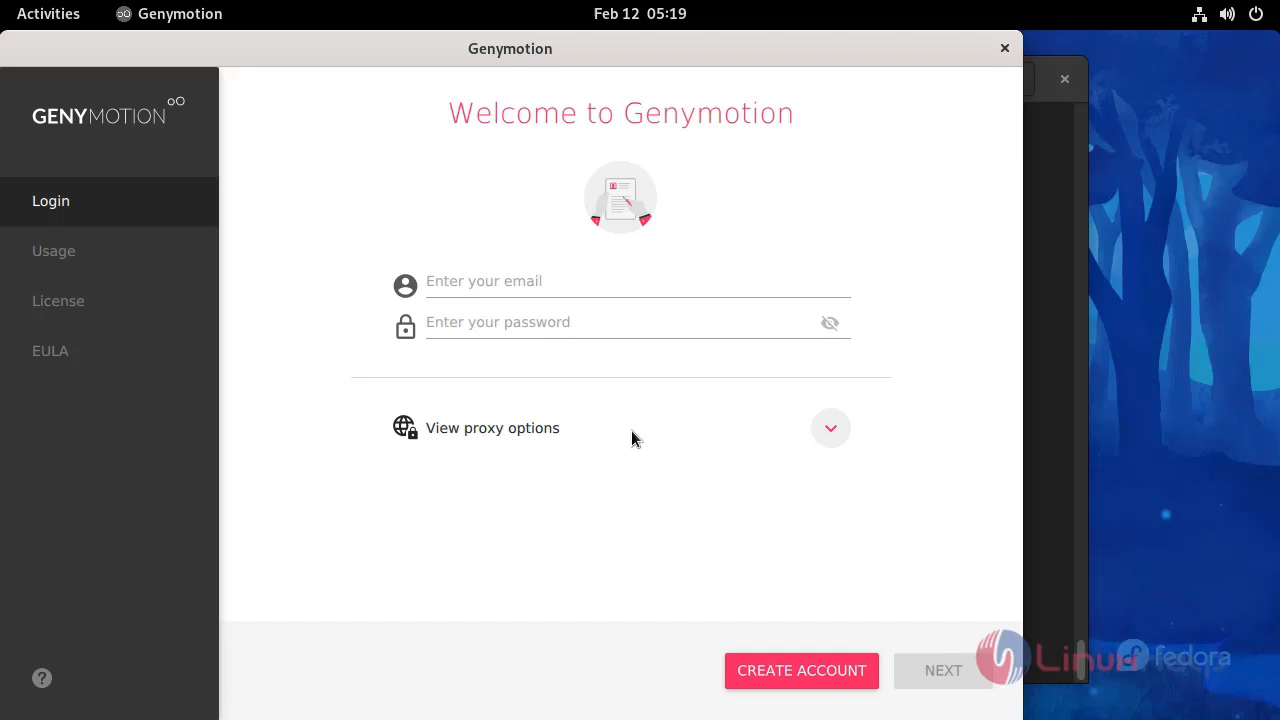 Activities
Genymotion
Feb 12 05:19
Genymotion
GENYMOTION
Login
Usage
License
EULA
Welcome to Genymotion
Enter your email
Enter your password
View proxy options
CREATE ACCOUNT
NEXT
fedora